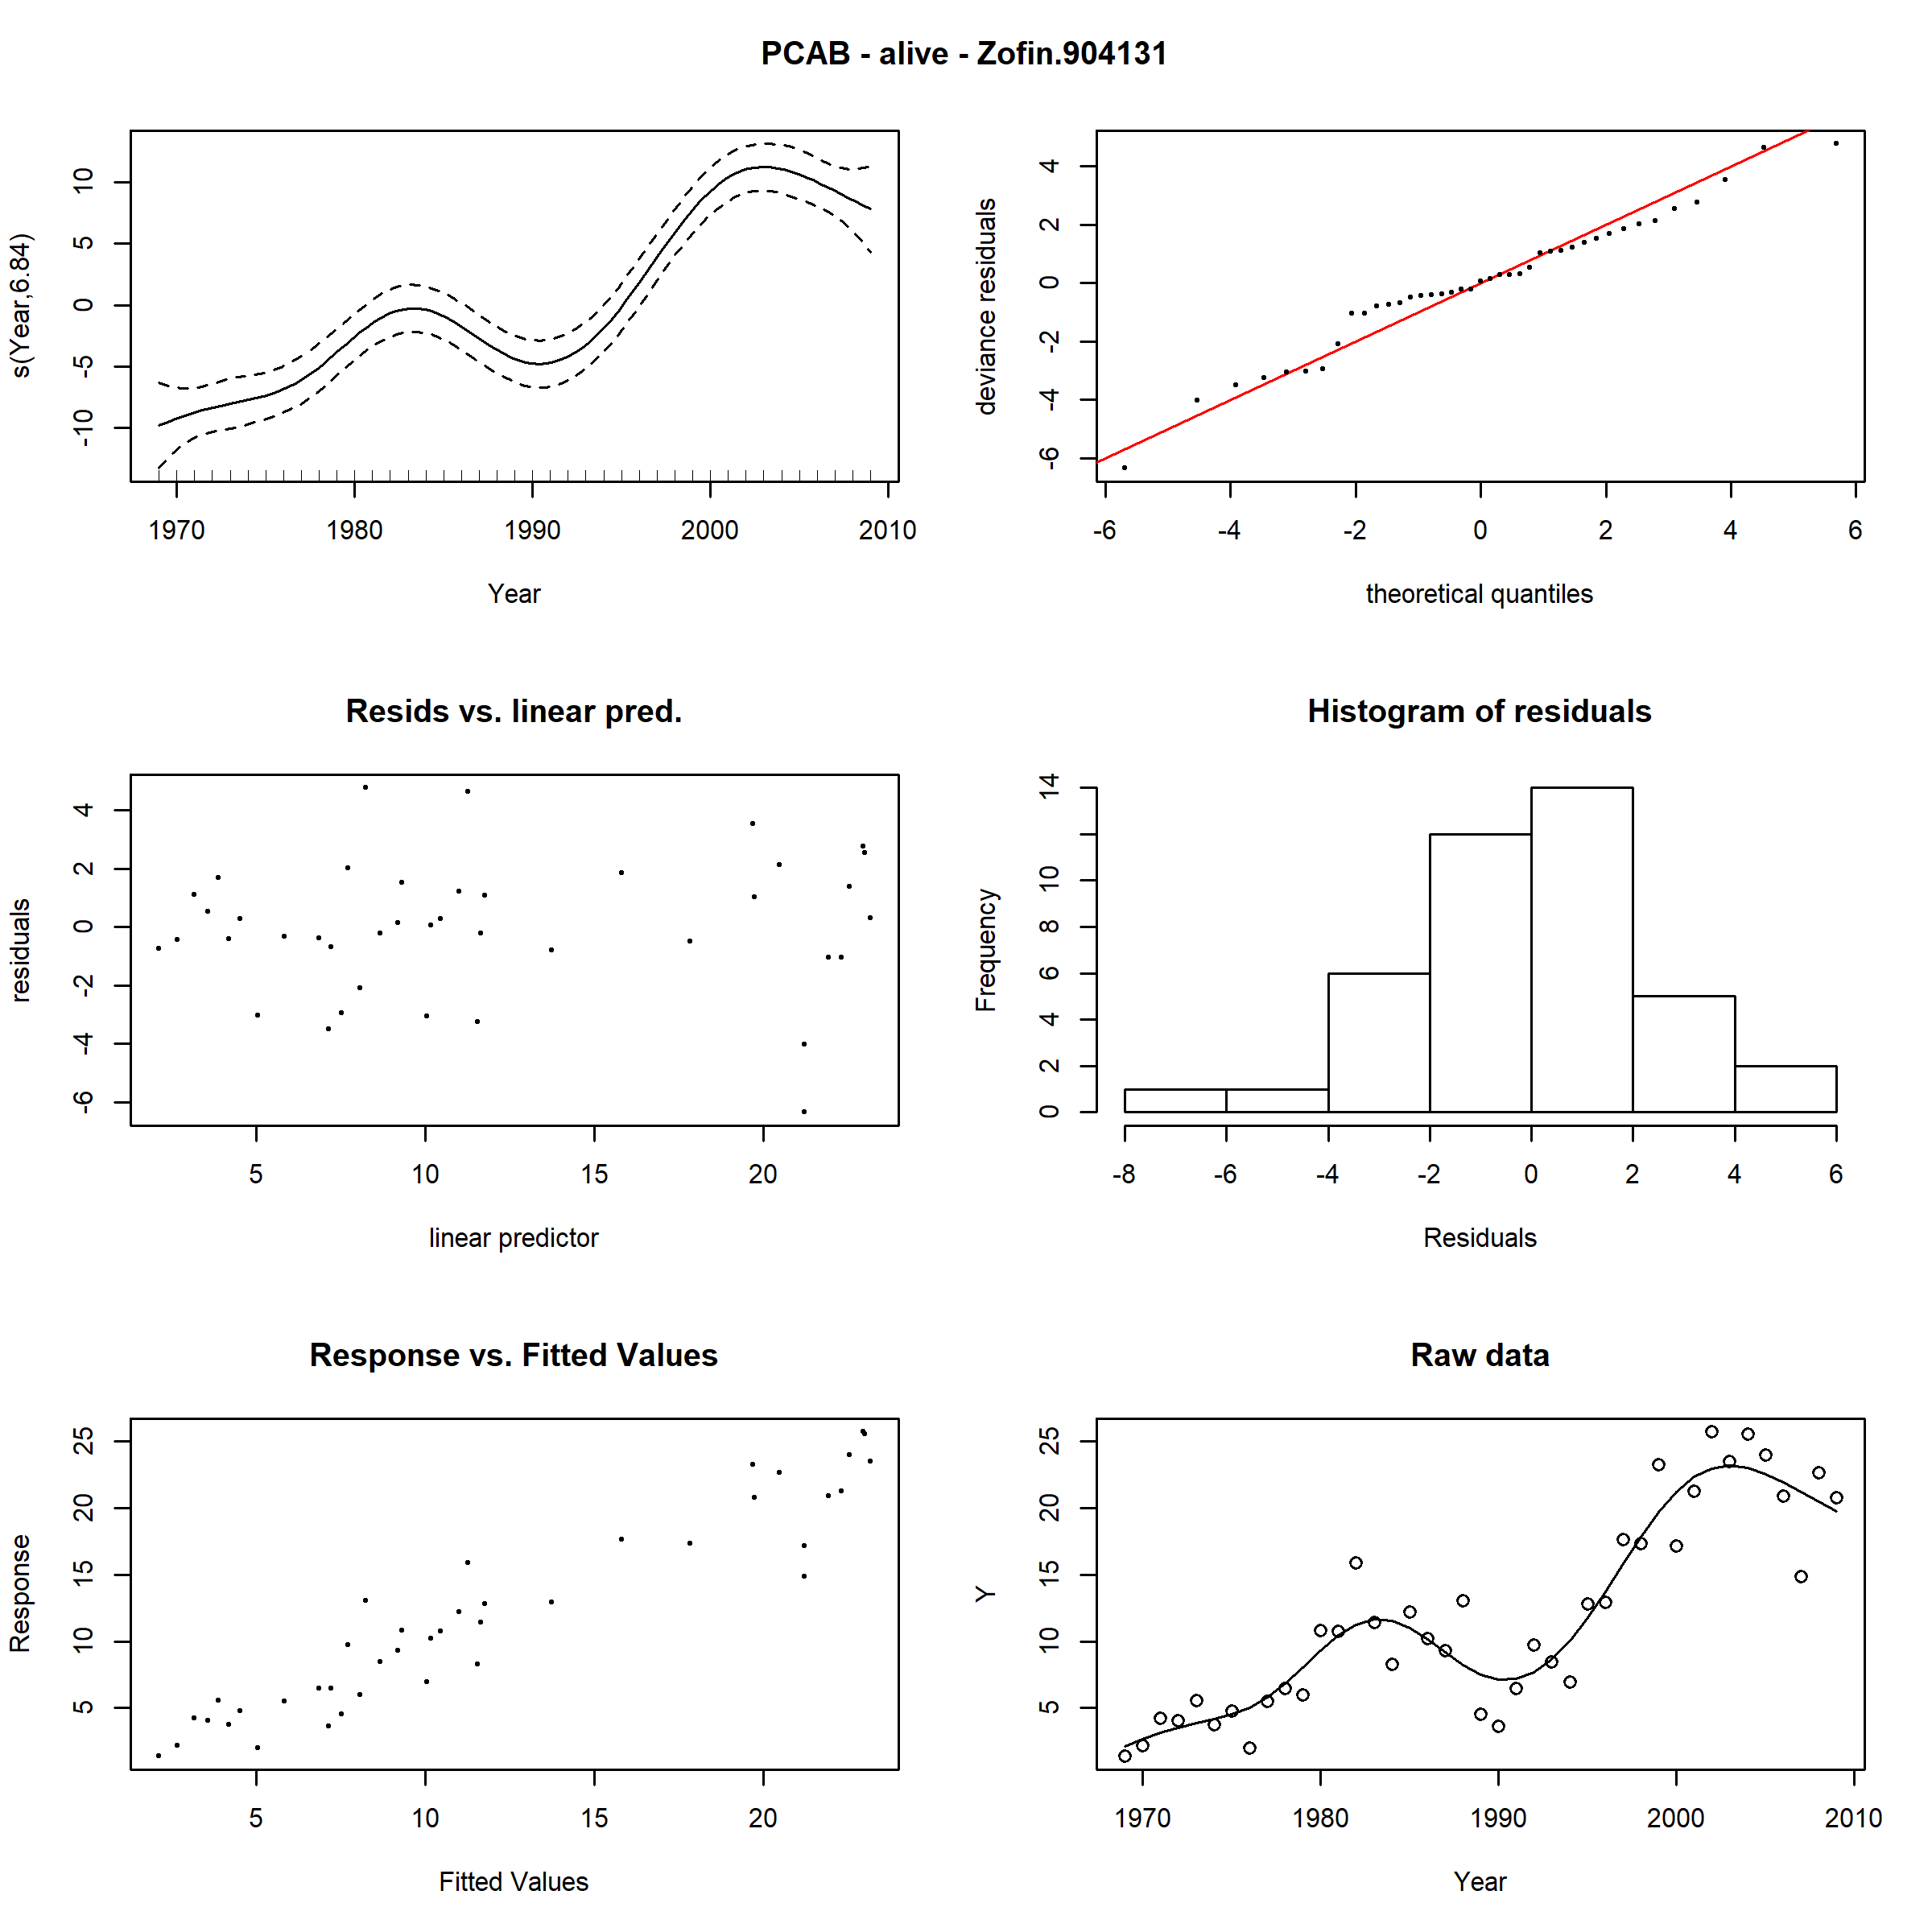 PCAB - alive - Zofin.904131
s(Year,6.84)
10
5
0
-5
-10
1970 1980 1990 2000 2010
Year
deviance residuals
4
2
0
-2
-4
-6
-6 -4 -2 0 2 4 6
theoretical quantiles
Resids vs. linear pred.
residuals
4
2
0
-2
-4
-6
5 10 15 20
linear predictor
Histogram of residuals
Frequency
14
10
8
6
4
2
0
-8 -6 -4 -2 0 2 4 6
Residuals
Response vs. Fitted Values
Response
25
20
15
10
5
5 10 15 20
Fitted Values
Raw data
Y
25
20
15
10
5
1970 1980 1990 2000 2010
Year